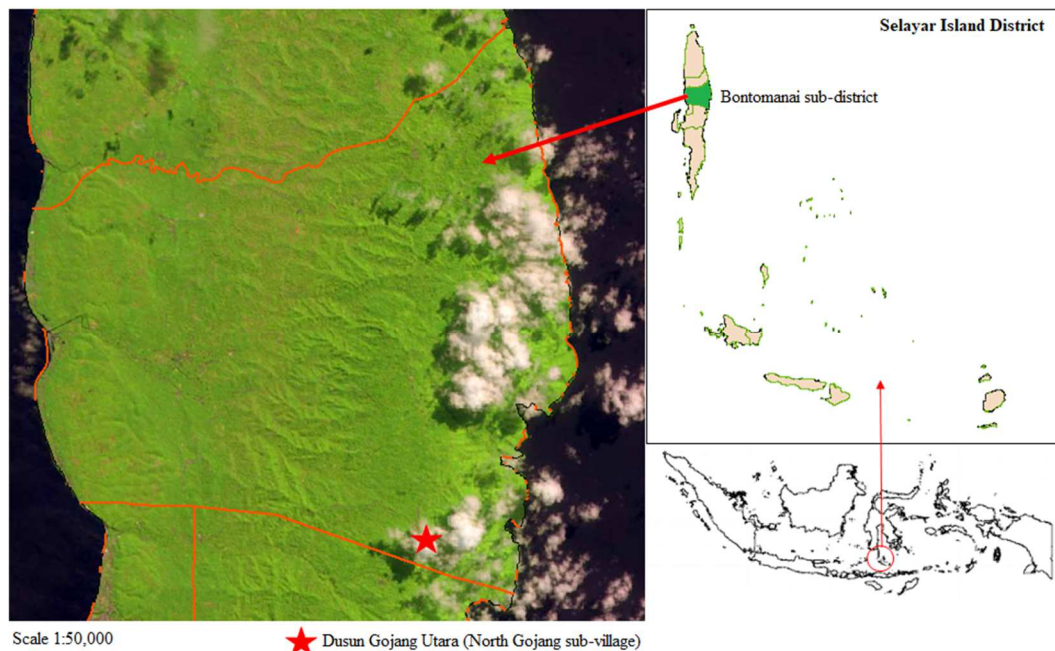 Selayar Island District
Bontomanai sub-district
Scale 1:50,000
Dusun Gojang Utara (North Gojang sub-village)